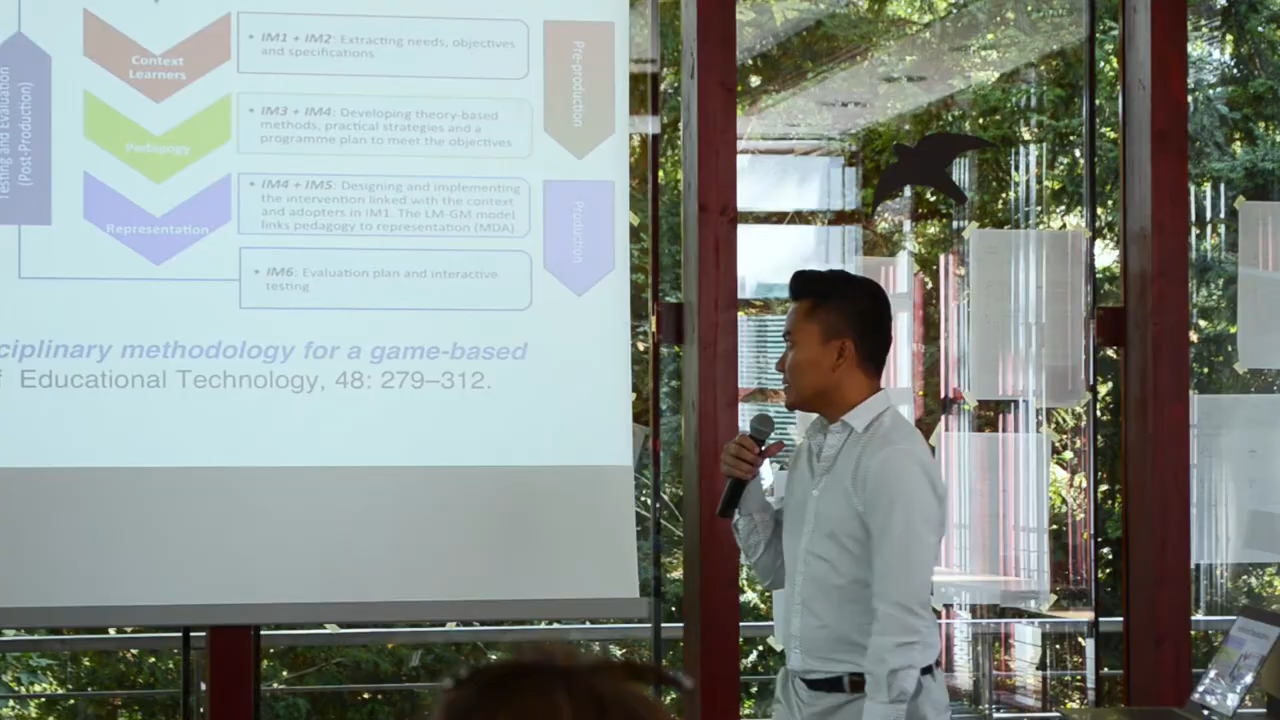 Testing and Evaluation
(Post-Production)
Context
Learners
• IM1 + IM2: Extracting needs, objectives
and specifications
Pre-production
Pedagogy
• IM3 + IM4: Developing theory-based
methods, practical strategies and a
programme plan to meet the objectives
Representation
• IM4 + IM5: Designing and implementing
the intervention linked with the context
and adopters in IM1. The LM-GM model
links pedagogy to representation (MDA)
Production
• IM6: Evaluation plan and interactive
testing
ciplinary methodology for a game-based
f Educational Technology, 48: 279–312.